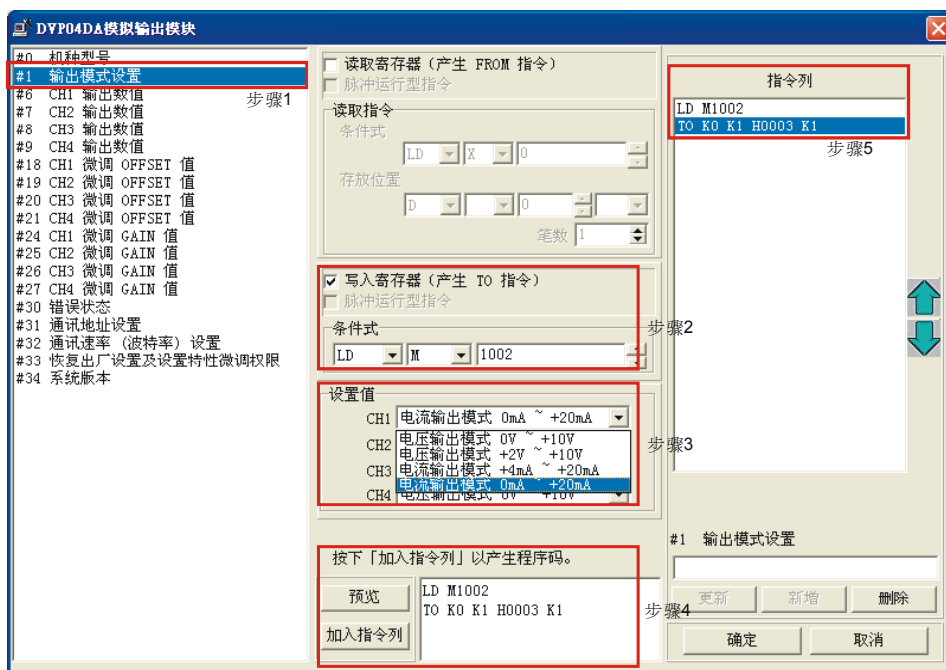 DVP04DA模拟输出模块
#0 机种型号
#1 输出模式设置
#6 CH1 输出数值
#7 CH2 输出数值
#8 CH3 输出数值
#9 CH4 输出数值
#18 CH1 微调 OFFSET 值
#19 CH2 微调 OFFSET 值
#20 CH3 微调 OFFSET 值
#21 CH4 微调 OFFSET 值
#24 CH1 微调 GAIN 值
#25 CH2 微调 GAIN 值
#26 CH3 微调 GAIN 值
#27 CH4 微调 GAIN 值
#30 错误状态
#31 通讯地址设置
#32 通讯速率（波特率）设置
#33 恢复出厂设置及设置特性微调权限
#34 系统版本
步骤1
读取寄存器（产生 FROM 指令）
脉冲运行型指令
读取指令
条件式
LD X 0
存放位置
D 0
笔数 1
写入寄存器（产生 TO 指令）
脉冲运行型指令
条件式
LD M 1002
步骤2
设置值
CH1 电流输出模式 0mA ~ +20mA
CH2
电压输出模式 0V ~ +10V
电压输出模式 +2V ~ +10V
CH3
电流输出模式 +4mA ~ +20mA
电流输出模式 0mA ~ +20mA
CH4 电压输出模式 0V +10V
步骤3
按下「加入指令列」以产生程序码。
预览
加入指令列
LD M1002
TO K0 K1 H0003 K1
步骤4
指令列
LD M1002
TO K0 K1 H0003 K1
步骤5
#1 输出模式设置
更新 新增 删除
确定 取消